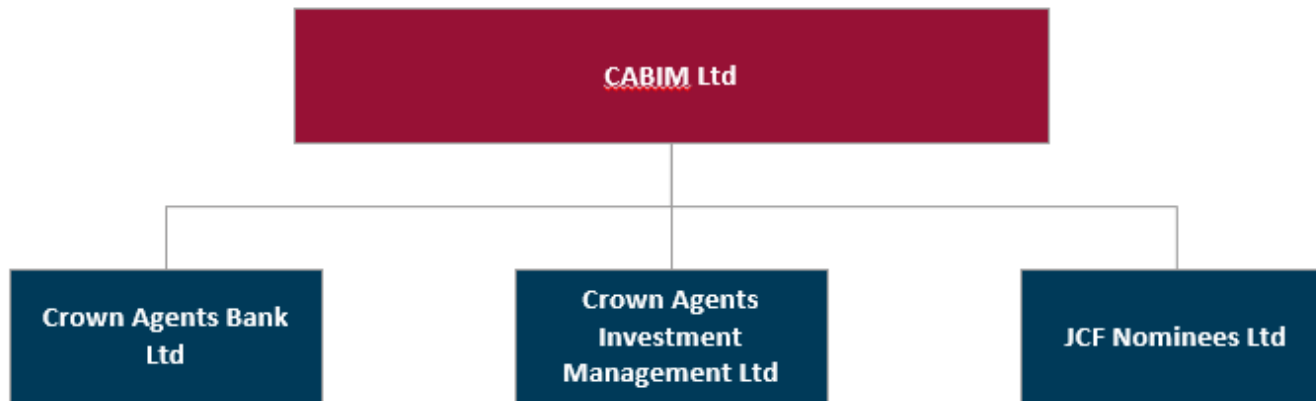 CABIM Ltd
Crown Agents Bank
Ltd
Crown Agents
Investment
Management Ltd
JCF Nominees Ltd